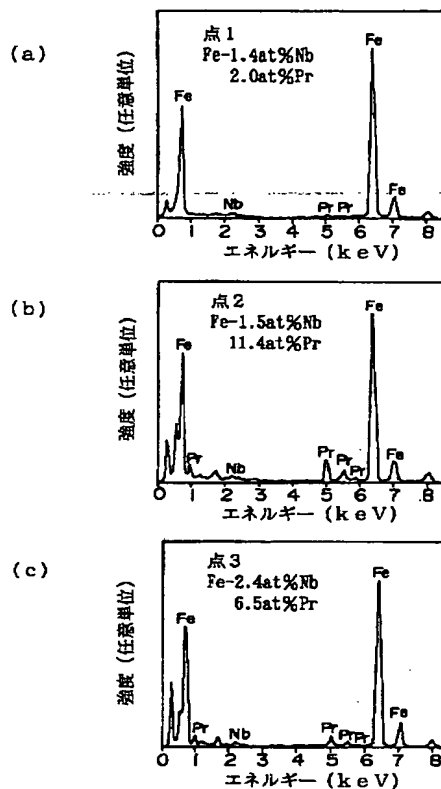 (a)
点1
Fe-1.4at%Nb
2.0at%Pr
強度(任意単位)
Fe
Nb
Pr Pr
Fe
Fe
0 1 2 3 4 5 6 7 8
エネルギー(keV)
(b)
点2
Fe-1.5at%Nb
11.4at%Pr
強度(任意単位)
Fe
Pr
Nb
Pr
Pr
Pr
Fe
Fe
0 1 2 3 4 5 6 7 8
エネルギー(keV)
(c)
点3
Fe-2.4at%Nb
6.5at%Pr
強度(任意単位)
Fe
Pr
Nb
Pr
Pr
Pr
Fe
Fe
0 1 2 3 4 5 6 7 8
エネルギー(keV)